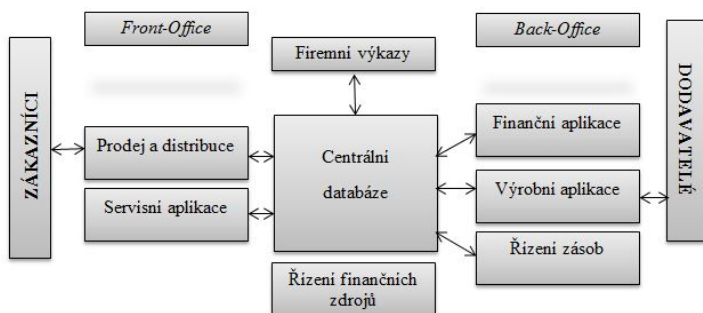 Front-Office
Back-Office
Firemní výkazy
ZÁKAZNÍCI
DODAVATELÉ
Prodej a distribuce
Servisní aplikace
Centrální
databáze
Finanční aplikace
Výrobní aplikace
Řízení zásob
Řízení finančních
zdrojů